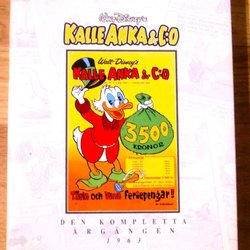 Walt Disney's
KALLE ANKA & C:O
Walt Disney's
KALLE ANKA & C:O
3500
KRONOR
Tävla och vinn Feriepengar!!
DEN KOMPLETTA
ÅRGÅNGEN
1963